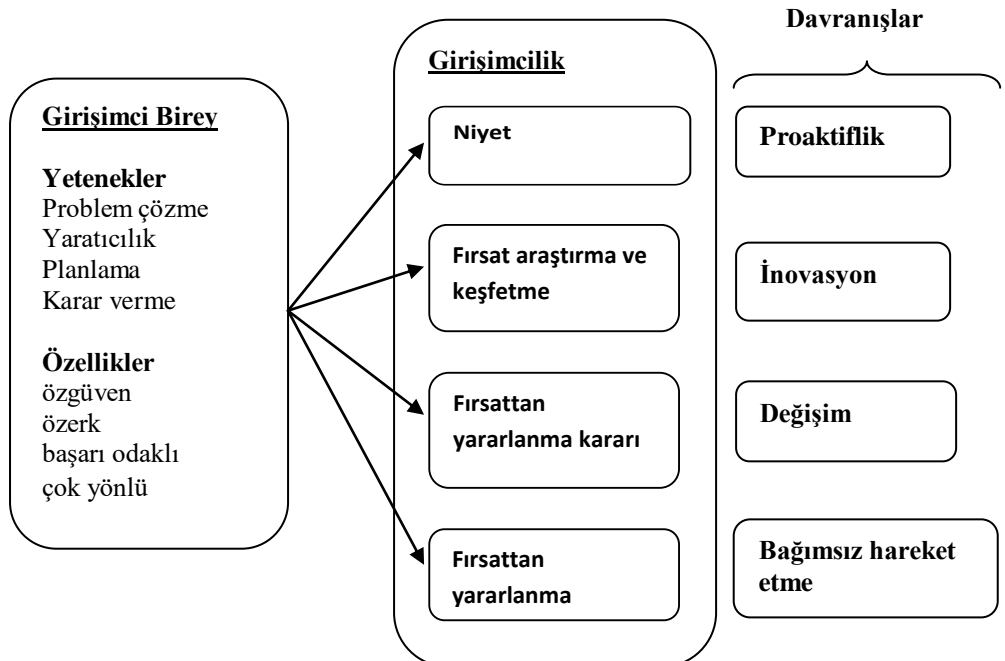 Davranışlar
Girişimci Birey
Yetenekler
Problem çözme
Yaratıcılık
Planlama
Karar verme
Özellikler
özgüven
özerk
başarı odaklı
çok yönlü
Girişimcilik
Niyet
Fırsat araştırma ve
keşfetme
Fırsattan
yararlanma kararı
Fırsattan
yararlanma
Proaktiflik
İnovasyon
Değişim
Bağımsız hareket
etme